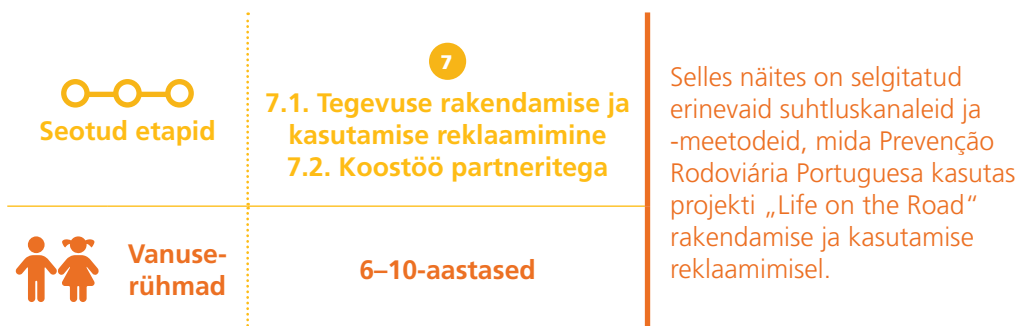 Seotud etapid
7
7.1. Tegevuse rakendamise ja
kasutamise reklaamimine
7.2. Koostöö partneritega
Vanuse-
rühmad
6–10-aastased
Selles näites on selgitatud
erinevaid suhtluskanaleid ja
-meetodeid, mida Prevenção
Rodoviária Portuguesa kasutas
projekti „Life on the Road“
rakendamise ja kasutamise
reklaamimisel.